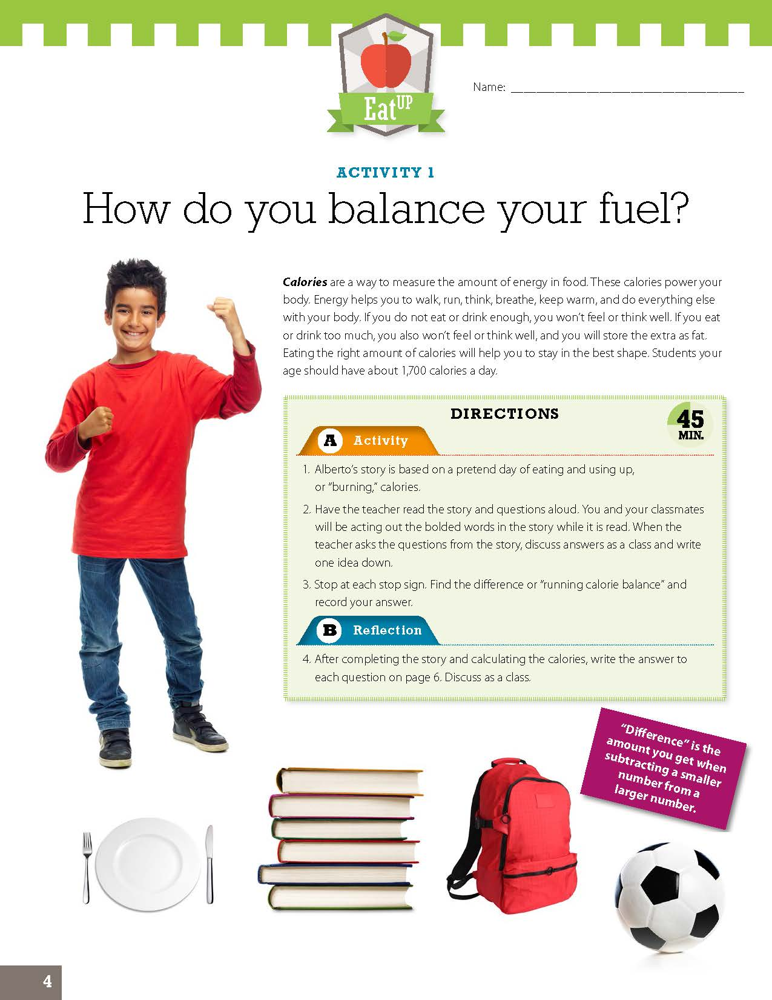 Eat UP
Name: ______________________________________
ACTIVITY 1
How do you balance your fuel?
Calories are a way to measure the amount of energy in food. These calories power your
body. Energy helps you to walk, run, think, breathe, keep warm, and do everything else
with your body. If you do not eat or drink enough, you won't feel or think well. If you eat
or drink too much, you also won't feel or think well, and you will store the extra as fat.
Eating the right amount of calories will help you to stay in the best shape. Students your
age should have about 1,700 calories a day.
DIRECTIONS
45
MIN.
A Activity
1. Alberto's story is based on a pretend day of eating and using up,
or "burning," calories.
2. Have the teacher read the story and questions aloud. You and your classmates
will be acting out the bolded words in the story while it is read. When the
teacher asks the questions from the story, discuss answers as a class and write
one idea down.
3. Stop at each stop sign. Find the difference or "running calorie balance" and
record your answer.
B Reflection
4. After completing the story and calculating the calories, write the answer to
each question on page 6. Discuss as a class.
"Difference" is the
amount you get when
subtracting a smaller
number from a
larger number.
4